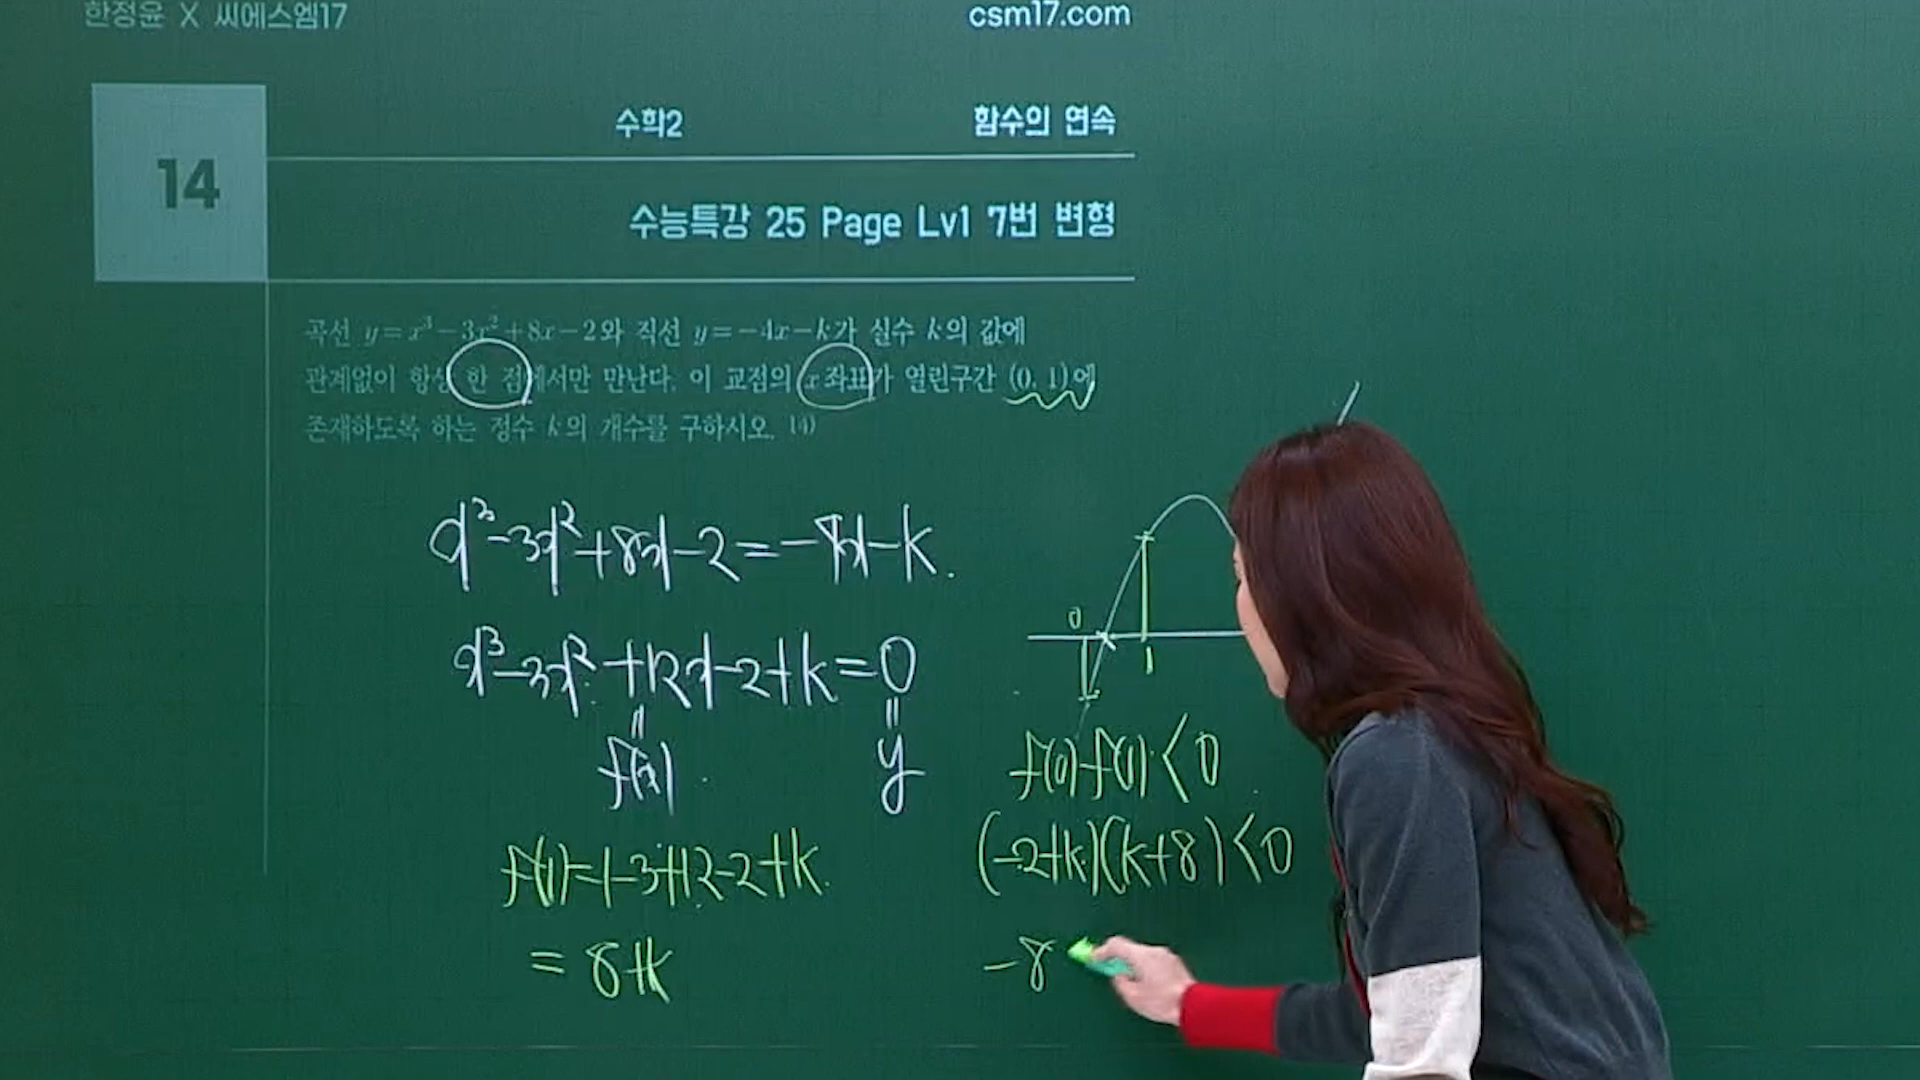 한정윤 X 씨에스엠17
csm17.com
14
수학2
함수의 연속
수능특강 25 Page Lv1 7번 변형
곡선 y=x³-3x²+8x-2와 직선 y=-4x-k가 실수 k의 값에
관계없이 항상 한 점에서만 만난다. 이 교점의 x좌표가 열린구간 (0, 1)에
존재하도록 하는 정수 k의 개수를 구하시오. 14)
x³-3x²+8x-2=-4x-k.
x³-3x²+12x-2+k=0
f(x)
y
f(1)=1-3+12-2+k.
=8+k
0
1
f(0)f(1)<0
(-2+k)(k+8)<0
-8